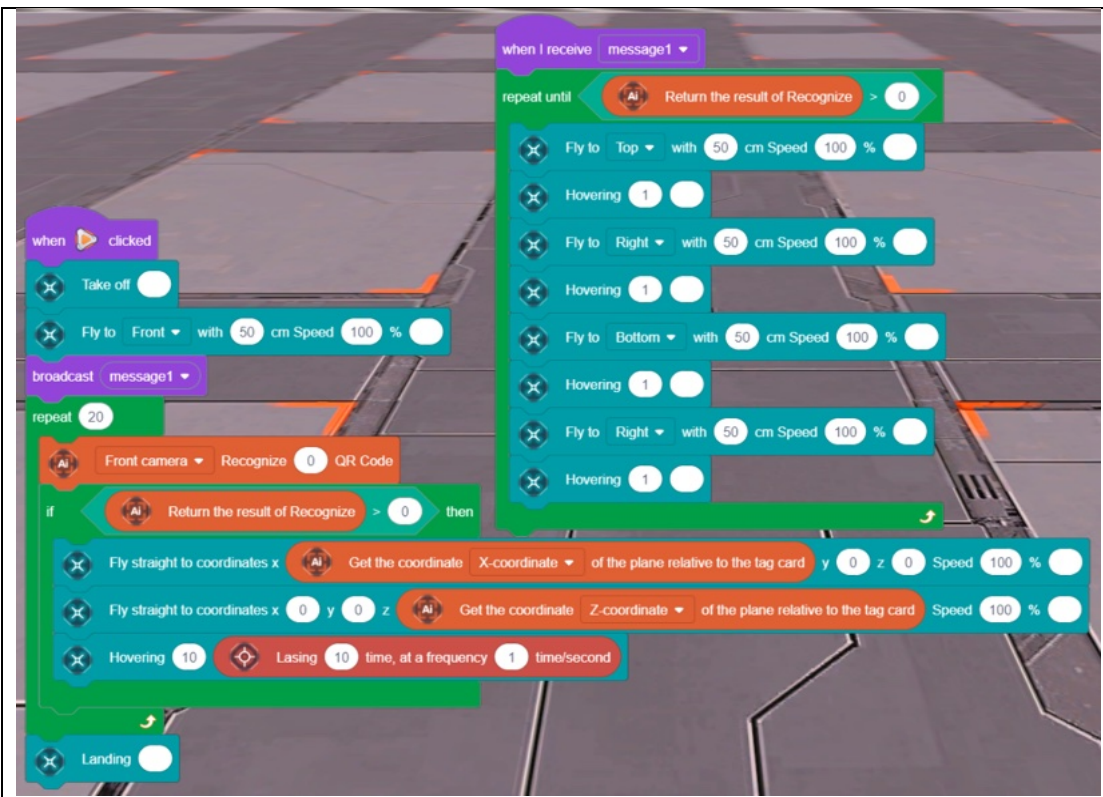 when I receive message1
repeat until Ai Return the result of Recognize > 0
Fly to Top with 50 cm Speed 100 %
Hovering 1
Fly to Right with 50 cm Speed 100 %
Hovering 1
Fly to Bottom with 50 cm Speed 100 %
Hovering 1
Fly to Right with 50 cm Speed 100 %
Hovering 1
when clicked
Take off
Fly to Front with 50 cm Speed 100 %
broadcast message1
repeat 20
Ai Front camera Recognize 0 QR Code
if Ai Return the result of Recognize > 0 then
Fly straight to coordinates x Ai Get the coordinate X-coordinate of the plane relative to the tag card y 0 z 0 Speed 100 %
Fly straight to coordinates x 0 y 0 z Ai Get the coordinate Z-coordinate of the plane relative to the tag card Speed 100 %
Hovering 10 Lasing 10 time, at a frequency 1 time/second
Landing